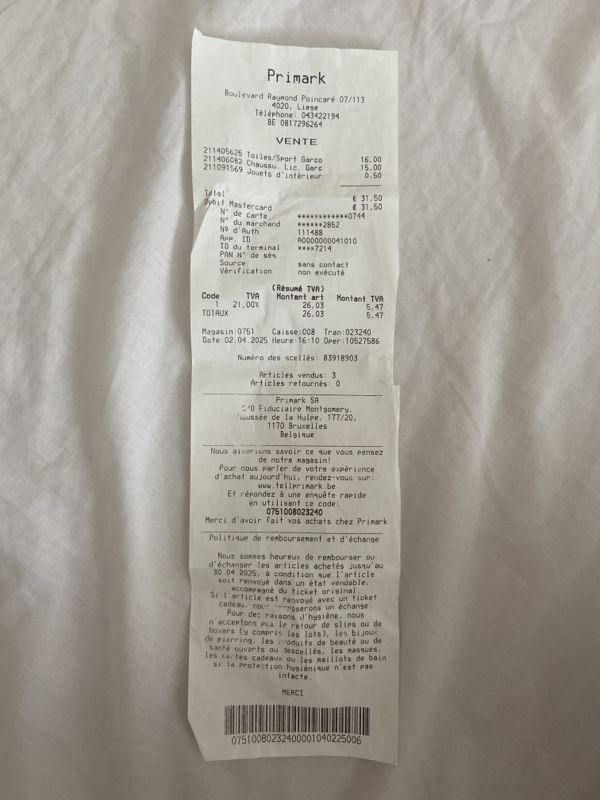 Primark
Boulevard Raymond Poincaré 07/113
4020, Liege
Téléphone: 043422194
BE 0817296264
VENTE
211405625 Toiles/Sport Garço 16,00
211406082 Chaussu. Lic. Garç 15,00
211091569 Jouets d'intérieur 0,50
Total € 31,50
Debit Mastercard € 31,50
N° de carte ************0744
N° du marchand ******2852
Nº d'Auth 111488
App. ID A0000000041010
ID du terminal ****7214
PAN N° de séq
Source sans contact
Vérification non exécuté
(Résumé TVA)
Code TVA Montant art Montant TVA
1 21,00% 26,03 5,47
TOTAUX 26,03 5,47
Magasin:0751 Caisse:008 Tran:023240
Date:02.04.2025 Heure:16:10 Oper:10527586
Numéro des scellés: 83918903
Articles vendus: 3
Articles retournés: 0
Primark SA
C/O Fiduciaire Montgomery,
haussée de la Hulpe, 177/20,
1170 Bruxelles
Belgique
Nous aimerions savoir ce que vous pensez
de notre magasin!
Pour nous parler de votre expérience
d'achat aujourd'hui, rendez-vous sur:
www.tellprimark.be
Et répondez à une enquête rapide
en utilisant ce code:
0751008023240
Merci d'avoir fait vos achats chez Primark
Politique de remboursement et d'échange
Nous sommes heureux de rembourser ou
d'échanger les articles achetés jusqu'au
30.04.2025, à condition que l'article
soit renvoyé dans un état vendable,
accompagné du ticket original.
Si l'article est renvoyé avec un ticket
cadeau, nous proposerons un échange.
Pour des raisons d'hygiène, nous
n'acceptons pas le retour de slips ou de
boxers (y compris les lots), les bijoux
de piercing, les produits de beauté ou de
santé ouverts ou descellés, les masques,
les cartes cadeaux ou les maillots de bain
si la protection hygiénique n'est pas
intacte.
MERCI
07510080232400001040225006